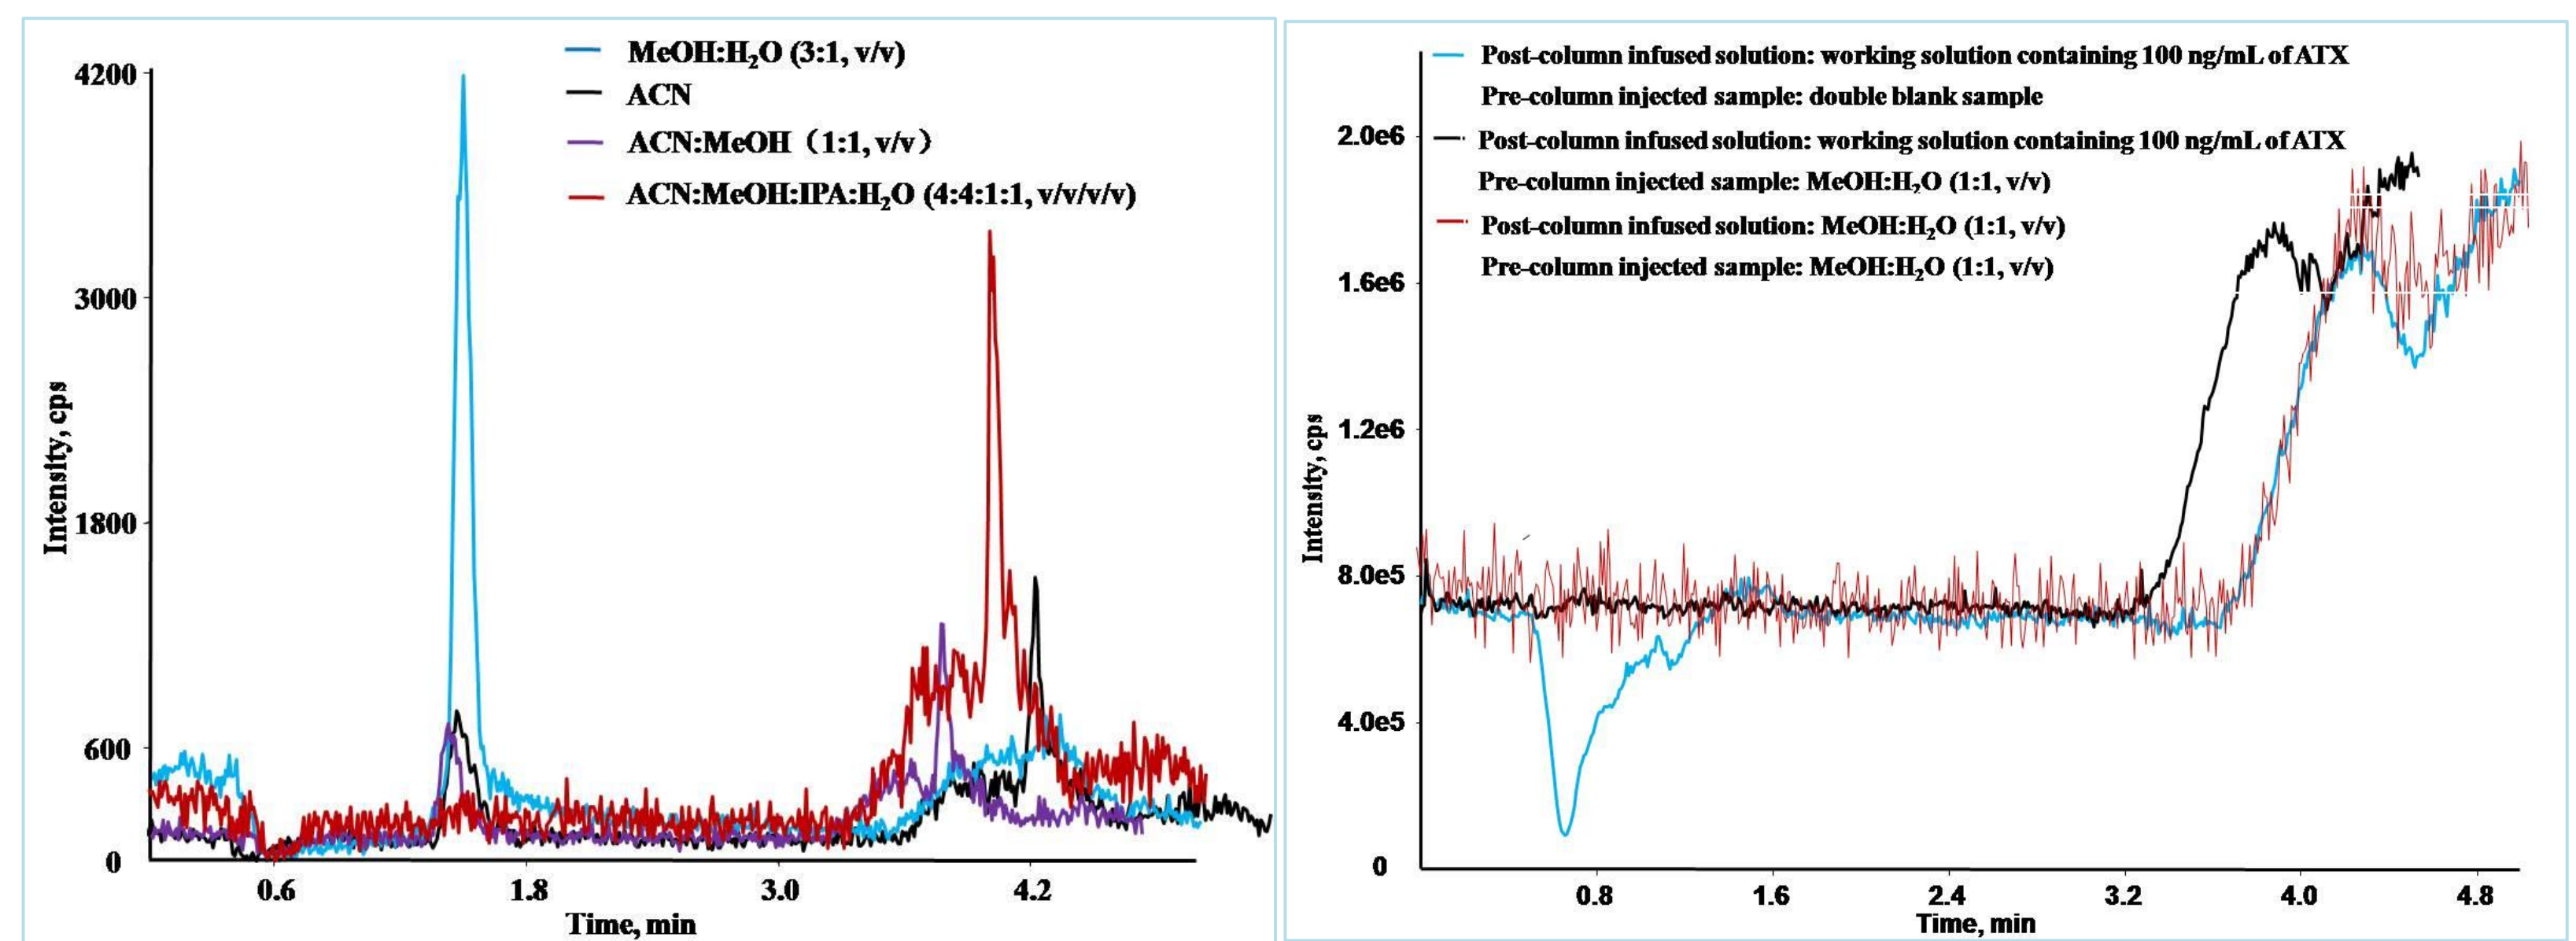 MeOH:H₂O (3:1, v/v)
ACN
ACN:MeOH（1:1, v/v）
ACN:MeOH:IPA:H₂O (4:4:1:1, v/v/v/v)
4200
3000
1800
600
0
Intensity, cps
0.6 1.8 3.0 4.2
Time, min
Post-column infused solution: working solution containing 100 ng/mL of ATX
Pre-column injected sample: double blank sample
Post-column infused solution: working solution containing 100 ng/mL of ATX
Pre-column injected sample: MeOH:H₂O (1:1, v/v)
Post-column infused solution: MeOH:H₂O (1:1, v/v)
Pre-column injected sample: MeOH:H₂O (1:1, v/v)
2.0e6
1.6e6
1.2e6
8.0e5
4.0e5
0
Intensity, cps
0.8 1.6 2.4 3.2 4.0 4.8
Time, min